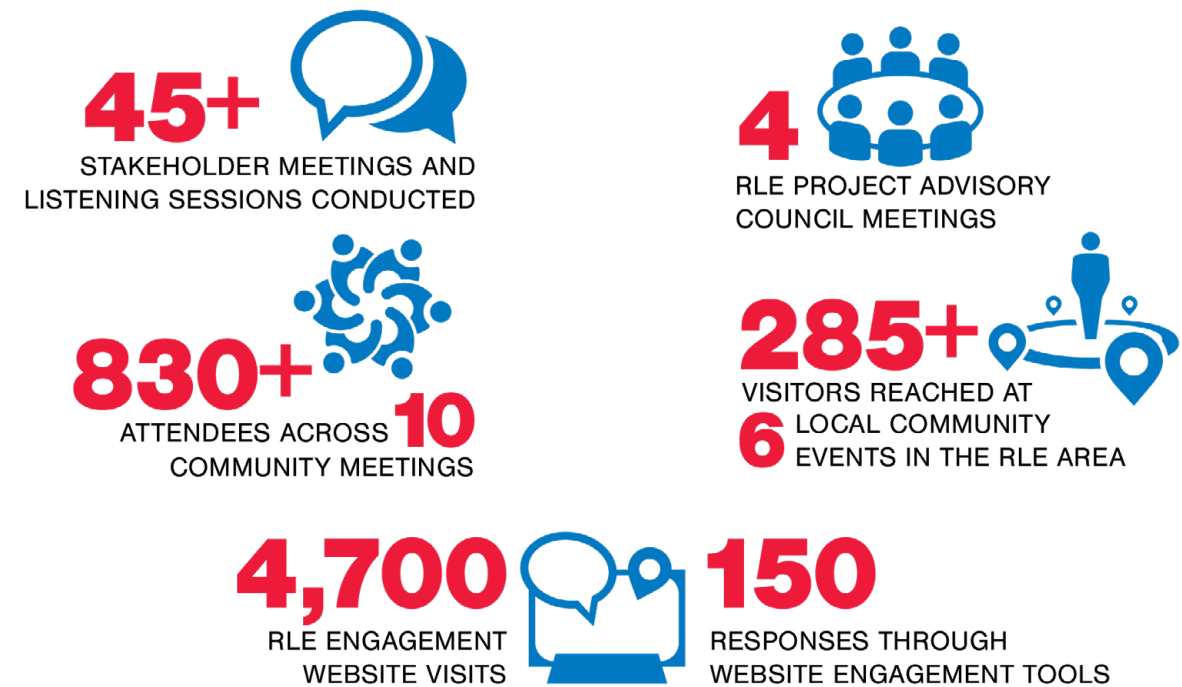 45+
STAKEHOLDER MEETINGS AND
LISTENING SESSIONS CONDUCTED
4
RLE PROJECT ADVISORY
COUNCIL MEETINGS
830+
ATTENDEES ACROSS 10
COMMUNITY MEETINGS
285+
VISITORS REACHED AT
6 LOCAL COMMUNITY
EVENTS IN THE RLE AREA
4,700
RLE ENGAGEMENT
WEBSITE VISITS
150
RESPONSES THROUGH
WEBSITE ENGAGEMENT TOOLS